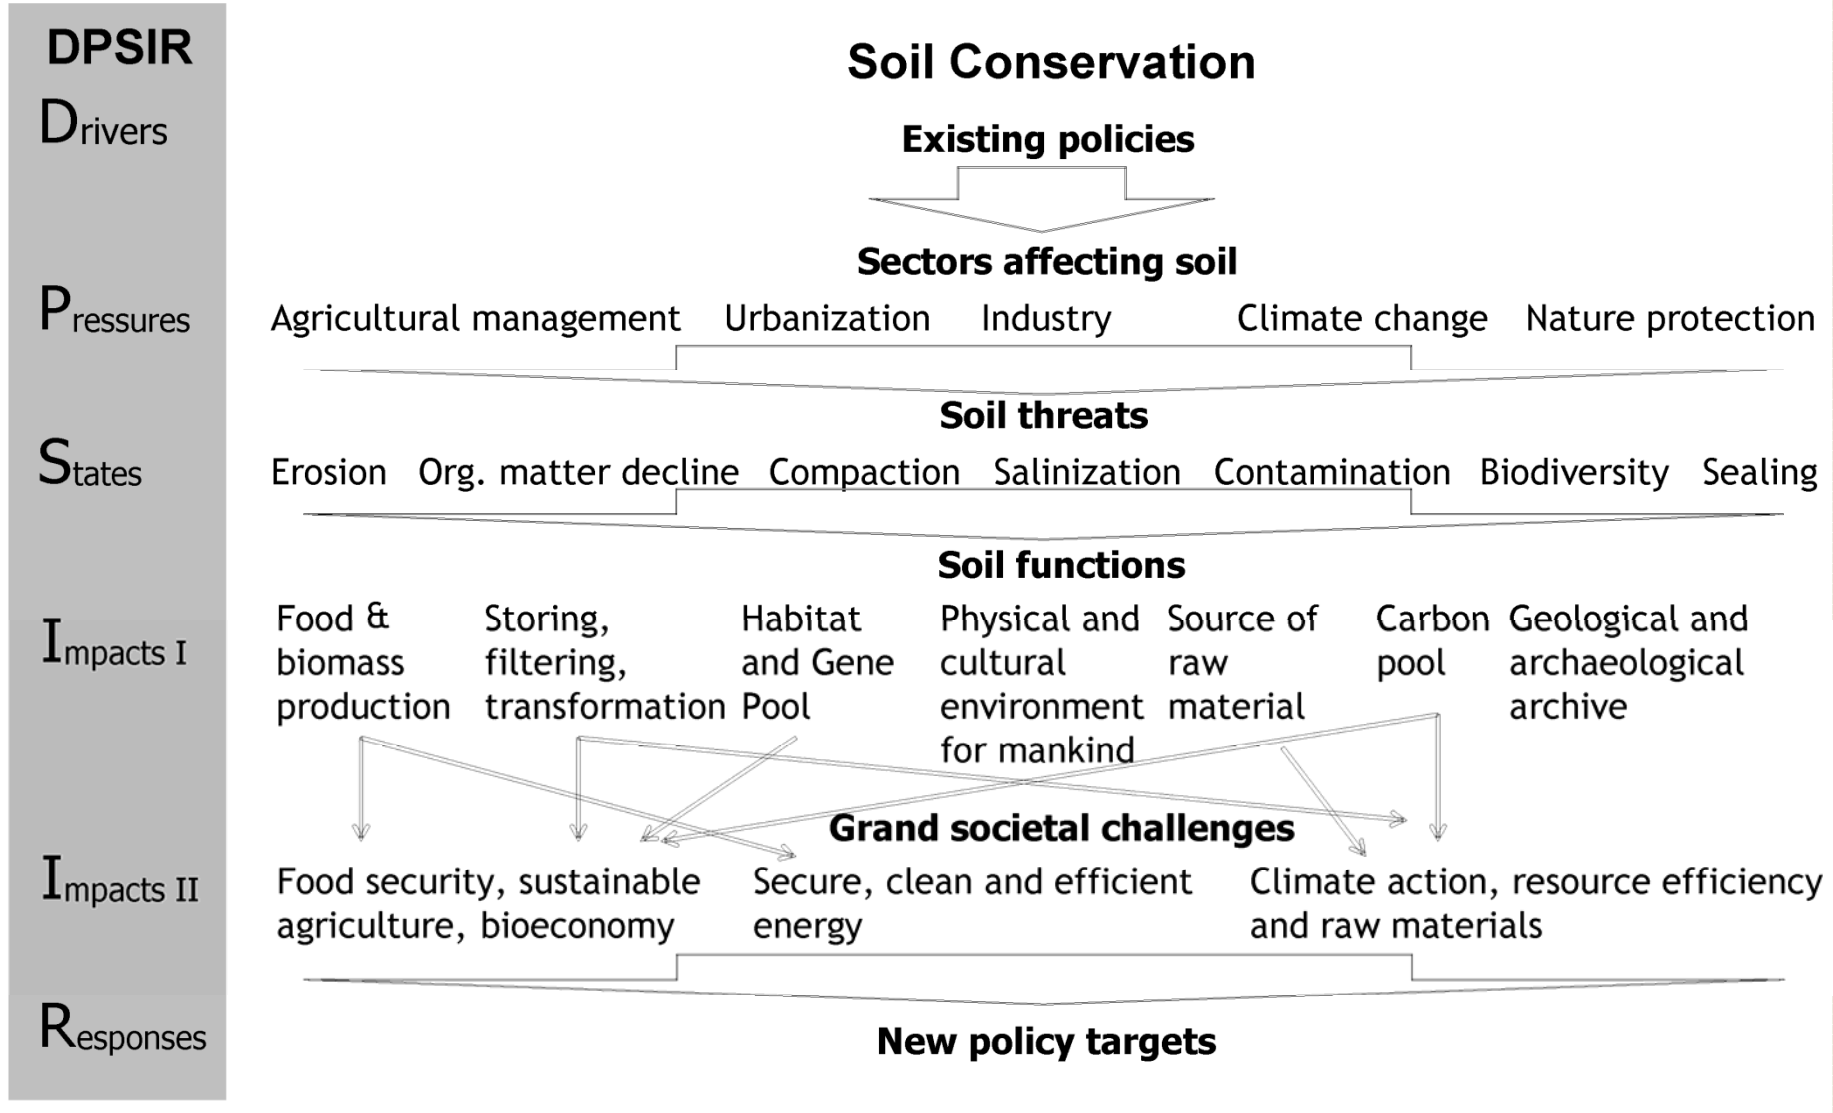 DPSIR
Soil Conservation
Drivers
Existing policies
Sectors affecting soil
Pressures
Agricultural management Urbanization Industry Climate change Nature protection
Soil threats
States
Erosion Org. matter decline Compaction Salinization Contamination Biodiversity Sealing
Soil functions
Impacts I
Food &
biomass
production
Storing,
filtering,
transformation
Habitat
and Gene
Pool
Physical and
cultural
environment
for mankind
Source of
raw
material
Carbon
pool
Geological and
archaeological
archive
Grand societal challenges
Impacts II
Food security, sustainable
agriculture, bioeconomy
Secure, clean and efficient
energy
Climate action, resource efficiency
and raw materials
Responses
New policy targets